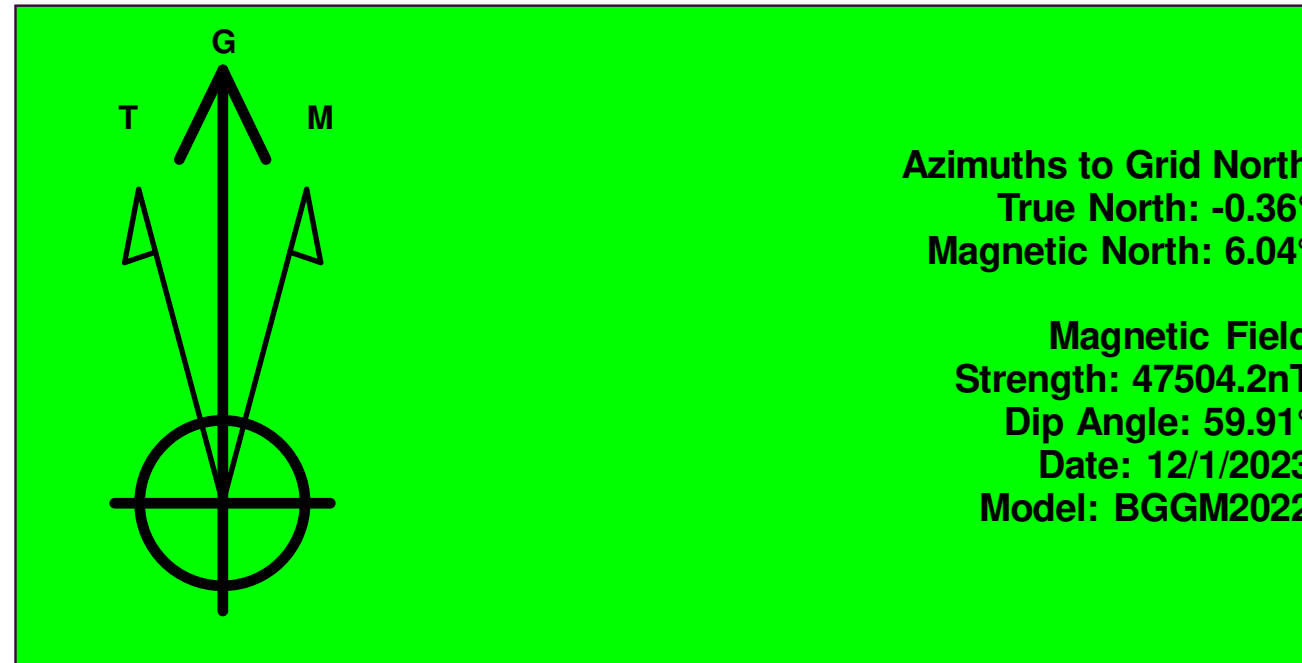 G
T M
Azimuths to Grid North
True North: -0.36°
Magnetic North: 6.04°
Magnetic Field
Strength: 47504.2nT
Dip Angle: 59.91°
Date: 12/1/2023
Model: BGGM2022